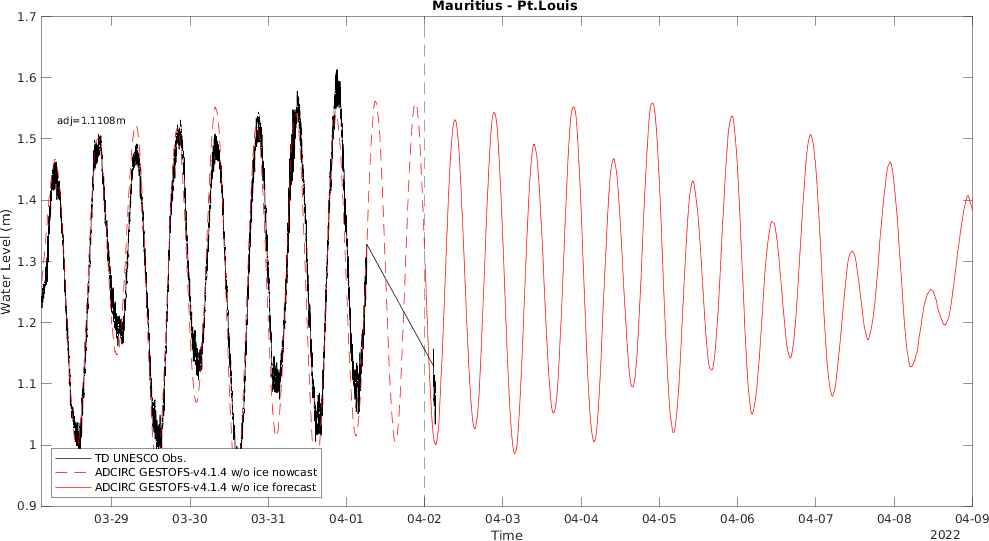 Mauritius - Pt.Louis
1.7
1.6
1.5
1.4
1.3
1.2
1.1
1
0.9
Water Level (m)
adj=1.1108m
TD UNESCO Obs.
ADCIRC GESTOFS-v4.1.4 w/o ice nowcast
ADCIRC GESTOFS-v4.1.4 w/o ice forecast
03-29 03-30 03-31 04-01 04-02 04-03 04-04 04-05 04-06 04-07 04-08 04-09
Time
2022